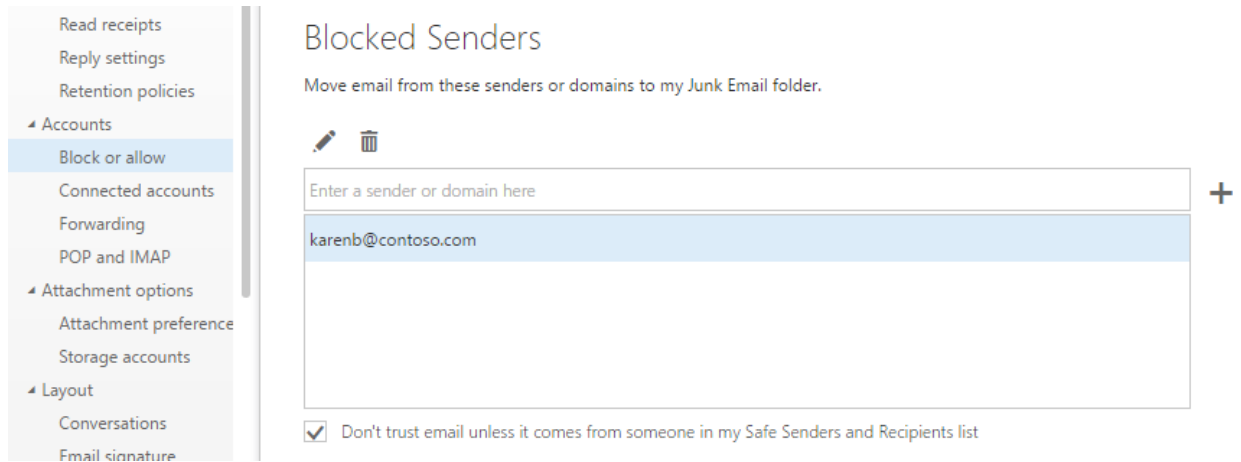 Read receipts
Reply settings
Retention policies
Accounts
Block or allow
Connected accounts
Forwarding
POP and IMAP
Attachment options
Attachment preference
Storage accounts
Layout
Conversations
Email signature
Blocked Senders
Move email from these senders or domains to my Junk Email folder.
Enter a sender or domain here
karenb@contoso.com
Don't trust email unless it comes from someone in my Safe Senders and Recipients list